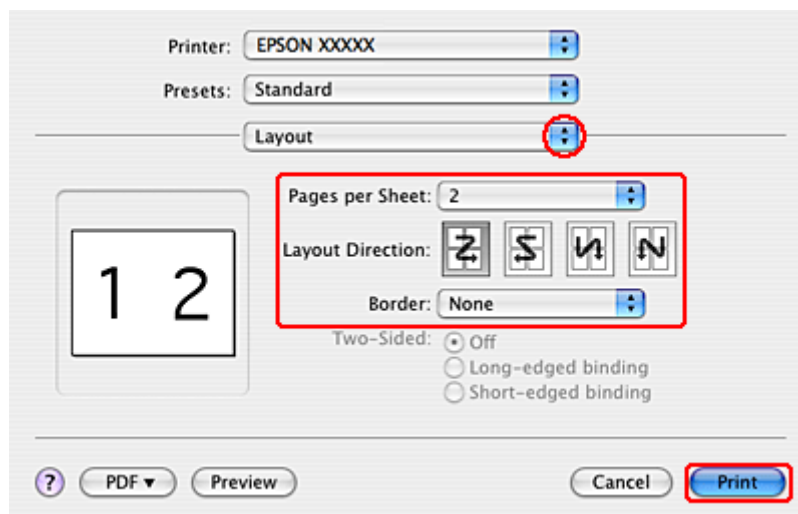 Printer: EPSON XXXXX
Presets: Standard
Layout
Pages per Sheet: 2
Layout Direction:
Border: None
Two-Sided: Off
Long-edged binding
Short-edged binding
1 2
? PDF Preview Cancel Print